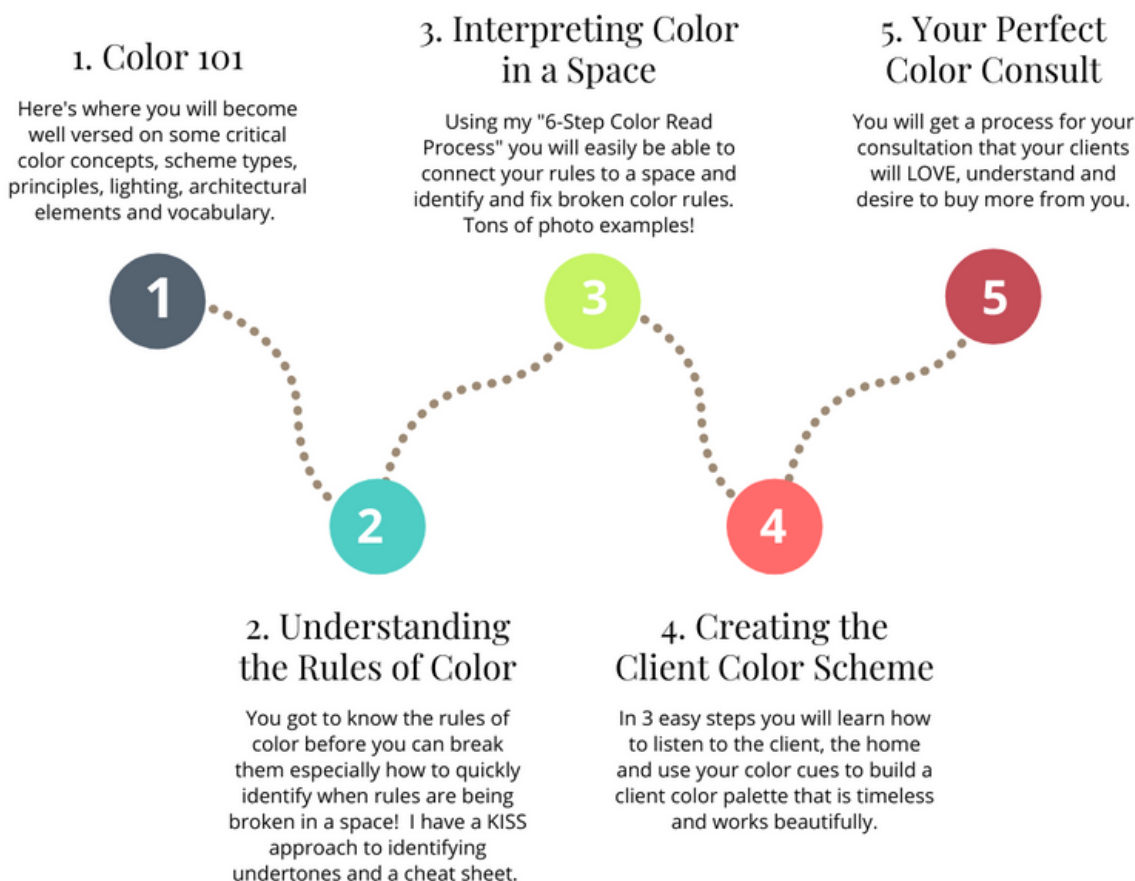 1. Color 101
Here's where you will become
well versed on some critical
color concepts, scheme types,
principles, lighting, architectural
elements and vocabulary.
1
2
2. Understanding
the Rules of Color
You got to know the rules of
color before you can break
them especially how to quickly
identify when rules are being
broken in a space! I have a KISS
approach to identifying
undertones and a cheat sheet.
3. Interpreting Color
in a Space
Using my "6-Step Color Read
Process" you will easily be able to
connect your rules to a space and
identify and fix broken color rules.
Tons of photo examples!
3
4
4. Creating the
Client Color Scheme
In 3 easy steps you will learn how
to listen to the client, the home
and use your color cues to build a
client color palette that is timeless
and works beautifully.
5. Your Perfect
Color Consult
You will get a process for your
consultation that your clients
will LOVE, understand and
desire to buy more from you.
5